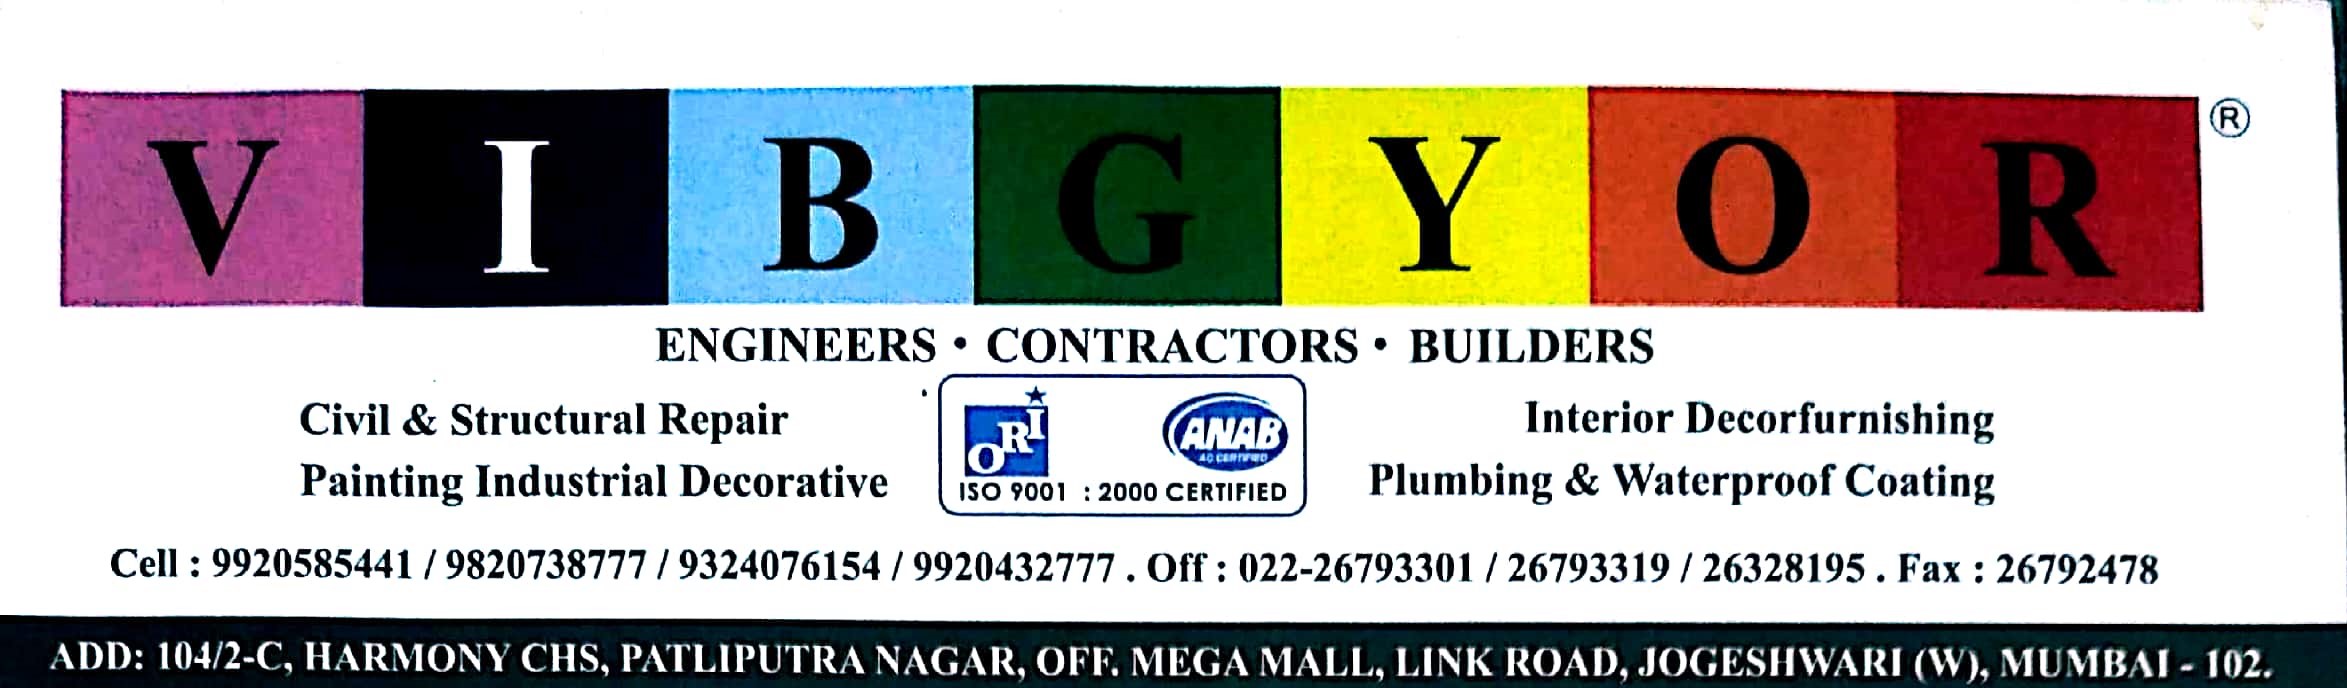 VIBGYOR ®
ENGINEERS • CONTRACTORS • BUILDERS
Civil & Structural Repair
Painting Industrial Decorative
ORI
ANAB
ACCERTIFIED
ISO 9001 : 2000 CERTIFIED
Interior Decorfurnishing
Plumbing & Waterproof Coating
Cell : 9920585441 / 9820738777 / 9324076154 / 9920432777 . Off : 022-26793301 / 26793319 / 26328195 . Fax : 26792478
ADD: 104/2-C, HARMONY CHS, PATLIPUTRA NAGAR, OFF. MEGA MALL, LINK ROAD, JOGESHWARI (W), MUMBAI - 102.